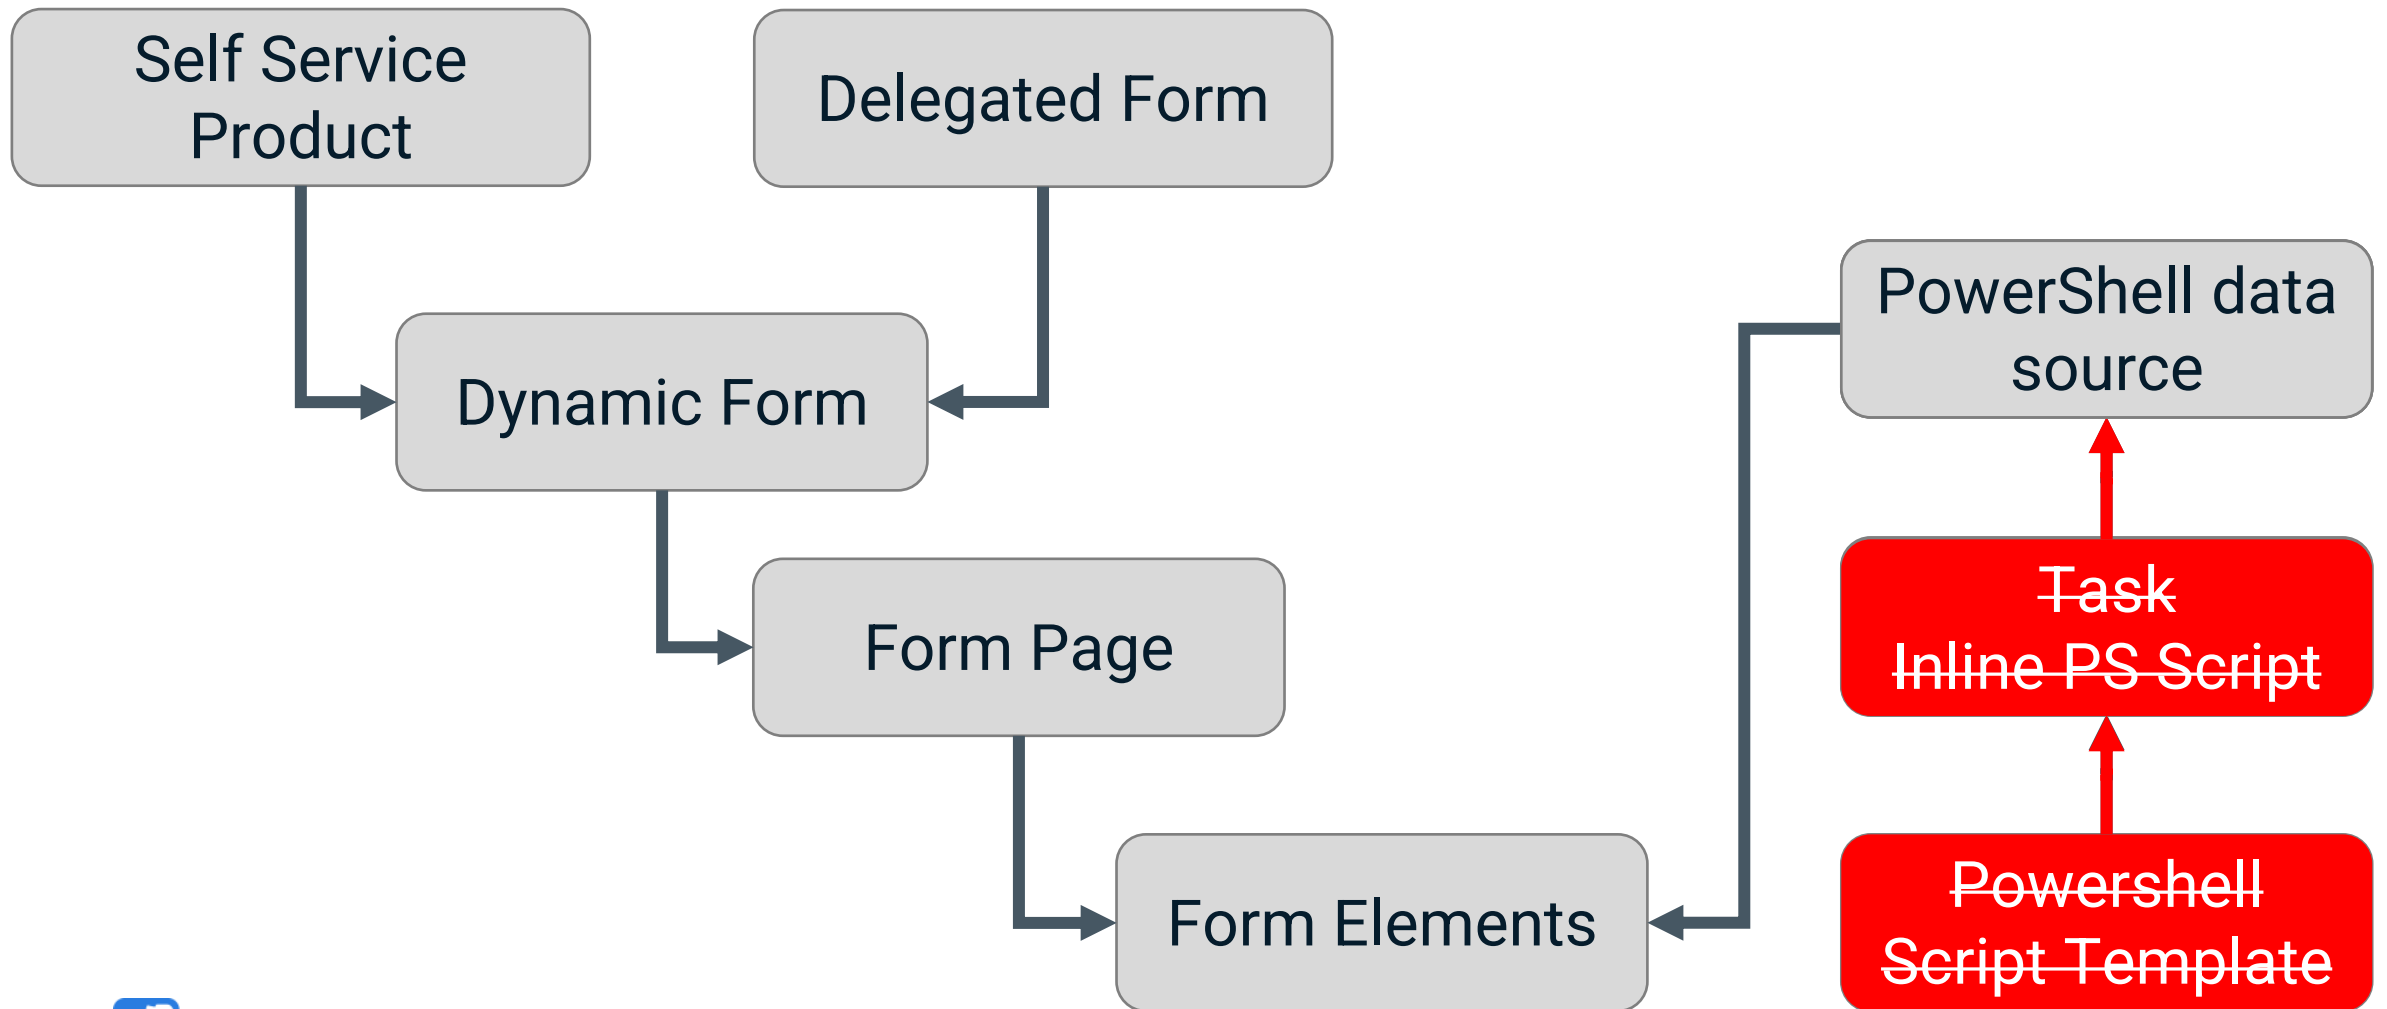 Self Service
Product
Delegated Form
PowerShell data
source
Dynamic Form
Task
Inline PS Script
Form Page
Powershell
Script Template
Form Elements